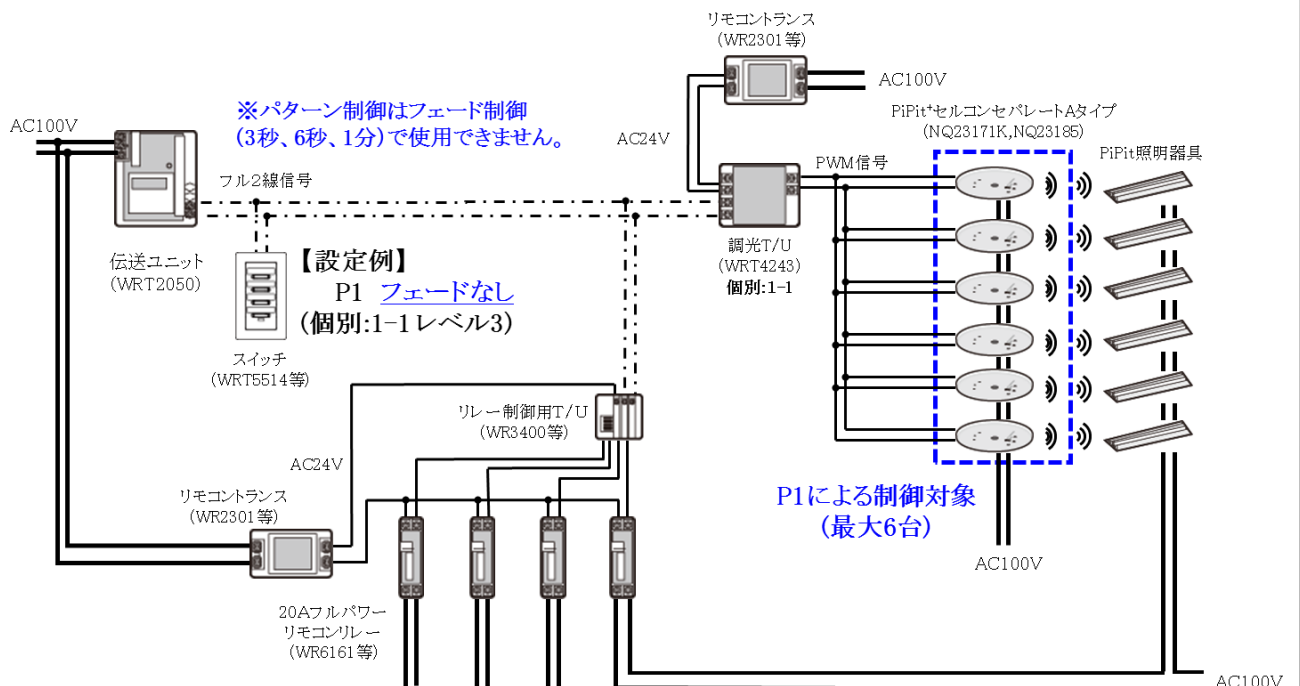 リモコントランス
(WR2301等)
AC100V
※パターン制御はフェード制御
(3秒、6秒、1分)で使用できません。
AC100V
AC24V
PiPit⁺セルコンセパレートAタイプ
(NQ23171K,NQ23185)
PiPit照明器具
PWM信号
フル2線信号
伝送ユニット
(WRT2050)
【設定例】
P1 フェードなし
(個別:1-1レベル3)
調光T/U
(WRT4243)
個別:1-1
スイッチ
(WRT5514等)
リレー制御用T/U
(WR3400等)
AC24V
リモコントランス
(WR2301等)
P1による制御対象
(最大6台)
AC100V
20Aフルパワー
リモコンリレー
(WR6161等)
AC100V